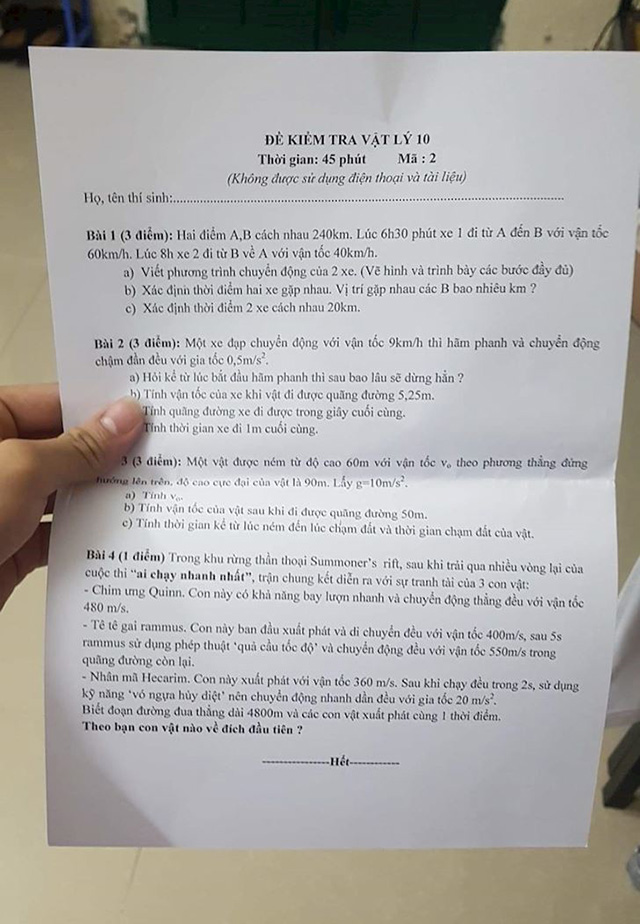 ĐỀ KIỂM TRA VẬT LÝ 10
Thời gian: 45 phút Mã : 2
(Không được sử dụng điện thoại và tài liệu)
Họ, tên thí sinh:
Bài 1 (3 điểm): Hai điểm A,B cách nhau 240km. Lúc 6h30 phút xe 1 đi từ A đến B với vận tốc
60km/h. Lúc 8h xe 2 đi từ B về A với vận tốc 40km/h.
a) Viết phương trình chuyển động của 2 xe. (Vẽ hình và trình bày các bước đầy đủ)
b) Xác định thời điểm hai xe gặp nhau. Vị trí gặp nhau các B bao nhiêu km ?
c) Xác định thời điểm 2 xe cách nhau 20km.
Bài 2 (3 điểm): Một xe đạp chuyển động với vận tốc 9km/h thì hãm phanh và chuyển động
chậm dần đều với gia tốc 0,5m/s².
a) Hỏi kể từ lúc bắt đầu hãm phanh thì sau bao lâu sẽ dừng hẳn ?
b) Tính vận tốc của xe khi vật đi được quãng đường 5,25m.
Tính quãng đường xe đi được trong giây cuối cùng.
Tính thời gian xe đi 1m cuối cùng.
3 (3 điểm): Một vật được ném từ độ cao 60m với vận tốc vₒ theo phương thẳng đứng
hướng lên trên, độ cao cực đại của vật là 90m. Lấy g=10m/s².
a) Tính vₒ.
b) Tính vận tốc của vật sau khi đi được quãng đường 50m.
c) Tính thời gian kể từ lúc ném đến lúc chạm đất và thời gian chạm đất của vật.
Bài 4 (1 điểm) Trong khu rừng thần thoại Summoner's rift, sau khi trải qua nhiều vòng lại của
cuộc thi "ai chạy nhanh nhất", trận chung kết diễn ra với sự tranh tài của 3 con vật:
- Chim ưng Quinn. Con này có khả năng bay lượn nhanh và chuyển động thẳng đều với vận tốc
480 m/s.
- Tê tê gai rammus. Con này ban đầu xuất phát và di chuyển đều với vận tốc 400m/s, sau 5s
rammus sử dụng phép thuật 'quả cầu tốc độ' và chuyển động đều với vận tốc 550m/s trong
quãng đường còn lại.
- Nhân mã Hecarim. Con này xuất phát với vận tốc 360 m/s. Sau khi chạy đều trong 2s, sử dụng
kỹ năng 'vó ngựa hủy diệt' nên chuyển động nhanh dần đều với gia tốc 20 m/s².
Biết đoạn đường đua thẳng dài 4800m và các con vật xuất phát cùng 1 thời điểm.
Theo bạn con vật nào về đích đầu tiên ?
-----------------Hết------------